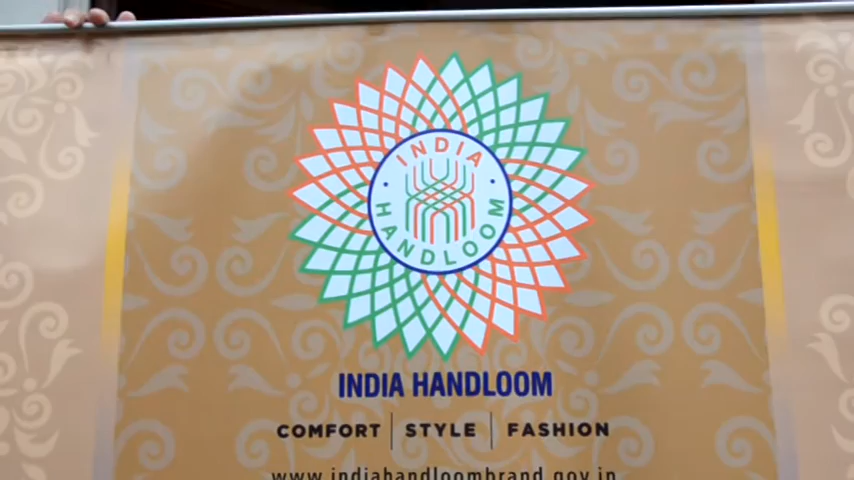 INDIA
HANDLOOM
INDIA HANDLOOM
COMFORT | STYLE | FASHION
www.indiahandloombrand.gov.in